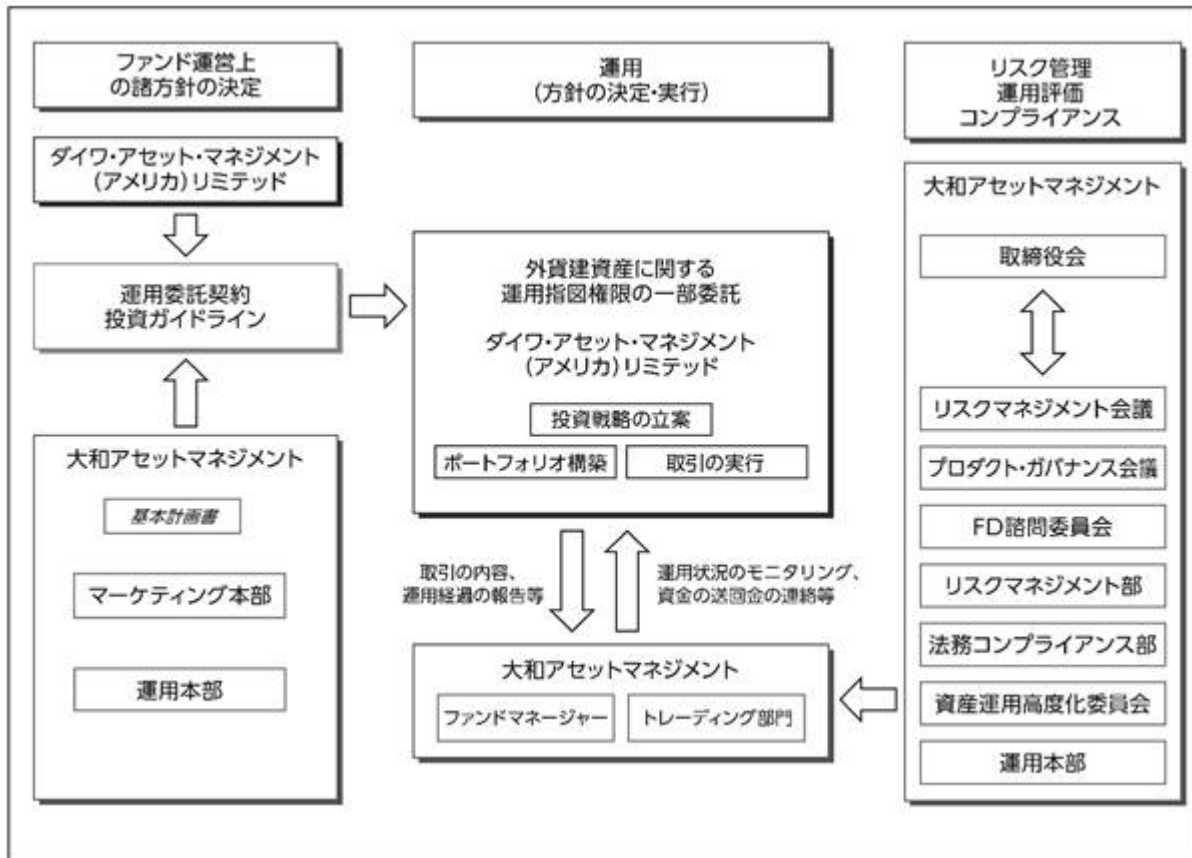 ファンド運営上
の諸方針の決定
ダイワ・アセット・マネジメント
(アメリカ)リミテッド
運用委託契約
投資ガイドライン
大和アセットマネジメント
基本計画書
マーケティング本部
運用本部
運用
(方針の決定・実行)
外貨建資産に関する
運用指図権限の一部委託
ダイワ・アセット・マネジメント
(アメリカ)リミテッド
投資戦略の立案
ポートフォリオ構築
取引の実行
取引の内容、
運用経過の報告等
運用状況のモニタリング、
資金の送回金の連絡等
大和アセットマネジメント
ファンドマネージャー
トレーディング部門
リスク管理
運用評価
コンプライアンス
大和アセットマネジメント
取締役会
リスクマネジメント会議
プロダクト・ガバナンス会議
FD諮問委員会
リスクマネジメント部
法務コンプライアンス部
資産運用高度化委員会
運用本部